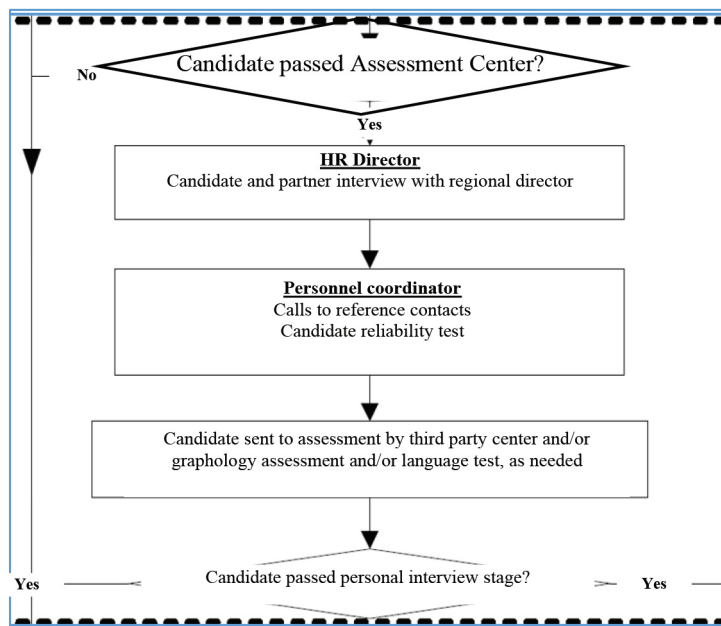 Candidate passed Assessment Center?
No
Yes
HR Director
Candidate and partner interview with regional director
Personnel coordinator
Calls to reference contacts
Candidate reliability test
Candidate sent to assessment by third party center and/or
graphology assessment and/or language test, as needed
Yes
Candidate passed personal interview stage?
Yes